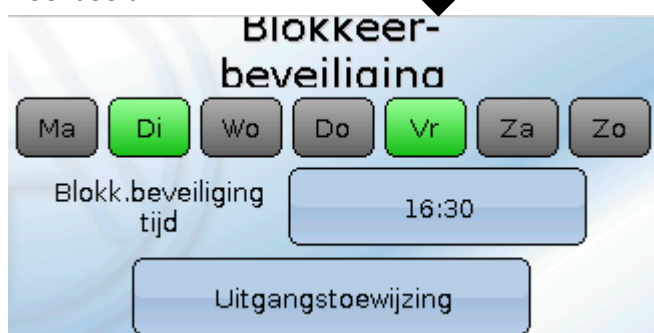 Blokkeer-
beveiliging
Ma Di Wo Do Vr Za Zo
Blokk.beveiliging
tijd
16:30
Uitgangstoewijzing